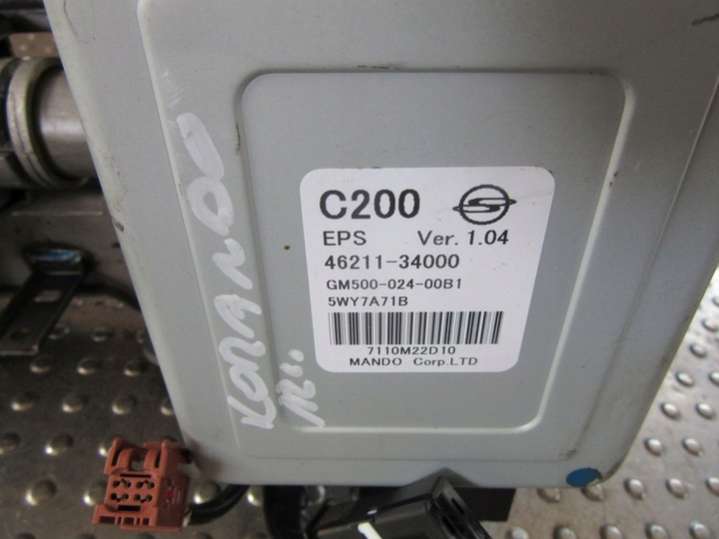 C200
EPS Ver. 1.04
46211-34000
GM500-024-00B1
5WY7A71B
7110M22D10
MANDO Corp.LTD
KORANDO